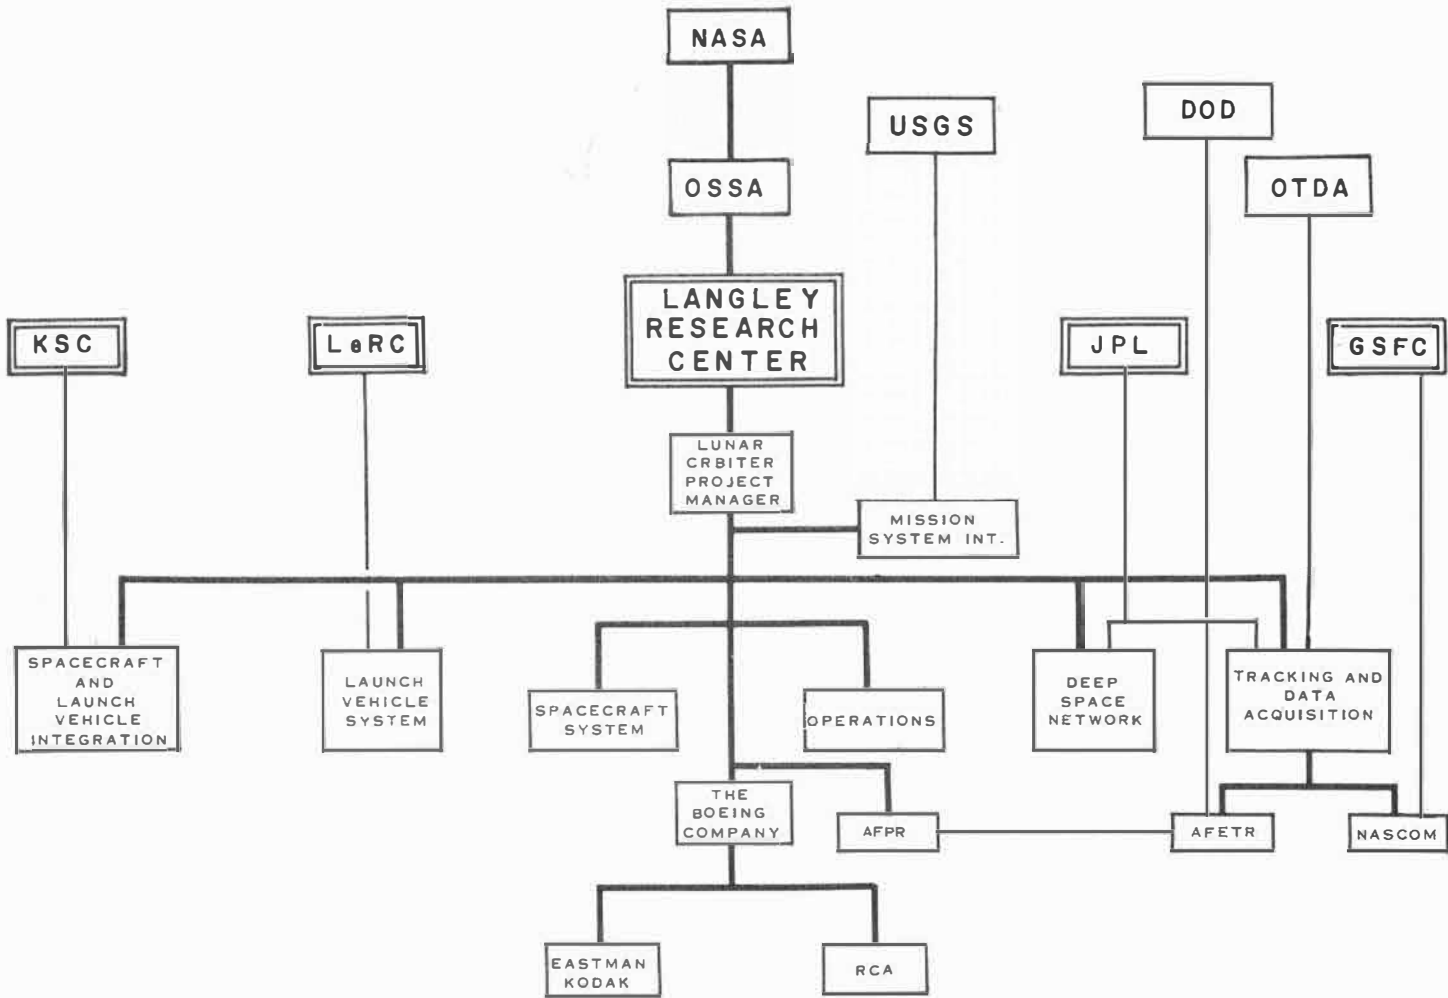 NASA
USGS
DOD
OSSA
OTDA
LANGLEY
RESEARCH
CENTER
KSC
LeRC
JPL
GSFC
LUNAR
CRBITER
PROJECT
MANAGER
MISSION
SYSTEM INT.
SPACECRAFT
AND
LAUNCH
VEHICLE
INTEGRATION
LAUNCH
VEHICLE
SYSTEM
SPACECRAFT
SYSTEM
OPERATIONS
DEEP
SPACE
NETWORK
TRACKING AND
DATA
ACQUISITION
THE
BOEING
COMPANY
AFPR
AFETR
NASCOM
EASTMAN
KODAK
RCA